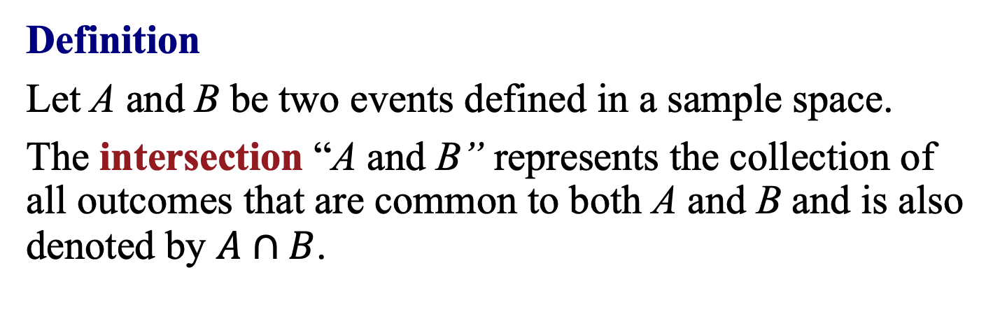 Definition
Let A and B be two events defined in a sample space.
The intersection “A and B” represents the collection of
all outcomes that are common to both A and B and is also
denoted by A ∩ B.